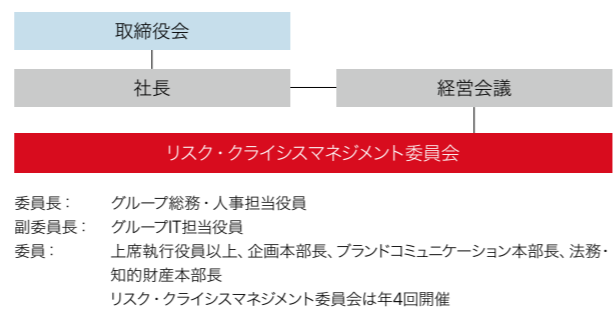 取締役会
社長
経営会議
リスク・クライシスマネジメント委員会
委員長： グループ総務・人事担当役員
副委員長： グループIT担当役員
委員： 上席執行役員以上、企画本部長、ブランドコミュニケーション本部長、法務・
知的財産本部長
リスク・クライシスマネジメント委員会は年4回開催